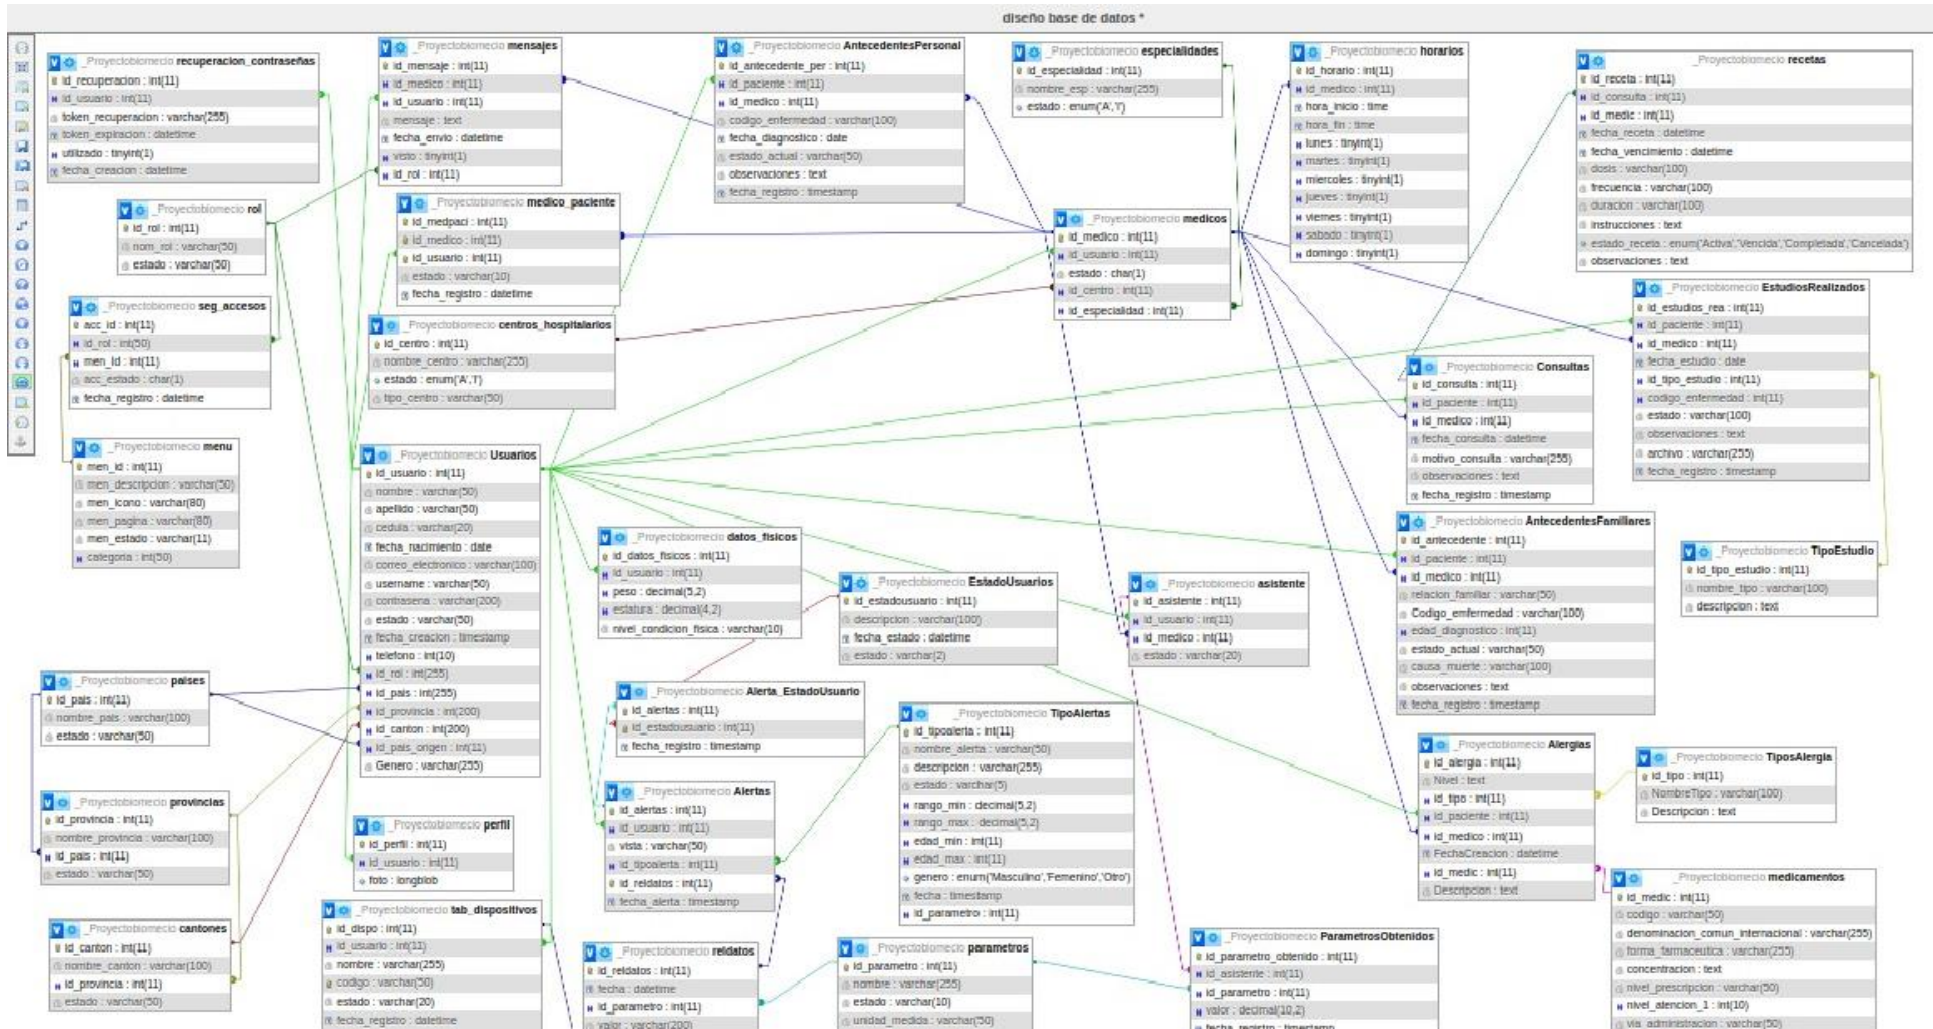 diseño base de datos *
_Proyectobiomecio recuperacion_contraseñas
id_recuperacion : int(11)
id_usuario : int(11)
token_recuperacion : varchar(255)
token_expiracion : datetime
utilizado : tinyint(1)
fecha_creacion : datetime
_Proyectobiomecio mensajes
id_mensaje : int(11)
id_medico : int(11)
id_usuario : int(11)
mensaje : text
fecha_envio : datetime
visto : tinyint(1)
id_rol : int(11)
_Proyectobiomecio AntecedentesPersonal
id_antecedente_per : int(11)
id_paciente : int(11)
id_medico : int(11)
codigo_enfermedad : varchar(100)
fecha_diagnostico : date
estado_actual : varchar(50)
observaciones : text
fecha_registro : timestamp
_Proyectobiomecio especialidades
id_especialidad : int(11)
nombre_esp : varchar(255)
estado : enum('A','I')
_Proyectobiomecio horarios
id_horario : int(11)
id_medico : int(11)
hora_inicio : time
hora_fin : time
lunes : tinyint(1)
martes : tinyint(1)
miercoles : tinyint(1)
jueves : tinyint(1)
viernes : tinyint(1)
sabado : tinyint(1)
domingo : tinyint(1)
_Proyectobiomecio recetas
id_receta : int(11)
id_consulta : int(11)
id_medic : int(11)
fecha_receta : datetime
fecha_vencimiento : datetime
dosis : varchar(100)
frecuencia : varchar(100)
duracion : varchar(100)
instrucciones : text
estado_receta : enum('Activa','Vencida','Completada','Cancelada')
observaciones : text
_Proyectobiomecio rol
id_rol : int(11)
nom_rol : varchar(50)
estado : varchar(50)
_Proyectobiomecio medico_paciente
id_medpaci : int(11)
id_medico : int(11)
id_usuario : int(11)
estado : varchar(10)
fecha_registro : datetime
_Proyectobiomecio medicos
id_medico : int(11)
id_usuario : int(11)
estado : char(1)
id_centro : int(11)
id_especialidad : int(11)
_Proyectobiomecio EstudiosRealizados
id_estudios_rea : int(11)
id_paciente : int(11)
id_medico : int(11)
fecha_estudio : date
id_tipo_estudio : int(11)
codigo_enfermedad : int(11)
estado : varchar(100)
observaciones : text
archivo : varchar(255)
fecha_registro : timestamp
_Proyectobiomecio seg_accesos
acc_id : int(11)
id_rol : int(50)
men_id : int(11)
acc_estado : char(1)
fecha_registro : datetime
_Proyectobiomecio centros_hospitalarios
id_centro : int(11)
nombre_centro : varchar(255)
estado : enum('A','I')
tipo_centro : varchar(50)
_Proyectobiomecio Consultas
id_consulta : int(11)
id_paciente : int(11)
id_medico : int(11)
fecha_consulta : datetime
motivo_consulta : varchar(255)
observaciones : text
fecha_registro : timestamp
_Proyectobiomecio menu
men_id : int(11)
men_descripcion : varchar(50)
men_icono : varchar(80)
men_pagina : varchar(80)
men_estado : varchar(11)
categoria : int(50)
_Proyectobiomecio Usuarios
id_usuario : int(11)
nombre : varchar(50)
apellido : varchar(50)
cedula : varchar(20)
fecha_nacimiento : date
correo_electronico : varchar(100)
username : varchar(50)
contrasena : varchar(200)
estado : varchar(50)
fecha_creacion : timestamp
telefono : int(10)
id_rol : int(255)
id_pais : int(255)
id_provincia : int(200)
id_canton : int(200)
id_pais_origen : int(11)
Genero : varchar(255)
_Proyectobiomecio datos_fisicos
id_datos_fisicos : int(11)
id_usuario : int(11)
peso : decimal(5,2)
estatura : decimal(4,2)
nivel_condicion_fisica : varchar(10)
_Proyectobiomecio EstadoUsuarios
id_estadousuario : int(11)
descripcion : varchar(100)
fecha_estado : datetime
estado : varchar(2)
_Proyectobiomecio asistente
id_asistente : int(11)
id_usuario : int(11)
id_medico : int(11)
estado : varchar(20)
_Proyectobiomecio AntecedentesFamiliares
id_antecedente : int(11)
id_paciente : int(11)
id_medico : int(11)
relacion_familiar : varchar(50)
Codigo_emfermedad : varchar(100)
edad_diagnostico : int(11)
estado_actual : varchar(50)
causa_muerte : varchar(100)
observaciones : text
fecha_registro : timestamp
_Proyectobiomecio TipoEstudio
id_tipo_estudio : int(11)
nombre_tipo : varchar(100)
descripcion : text
_Proyectobiomecio paises
id_pais : int(11)
nombre_pais : varchar(100)
estado : varchar(50)
_Proyectobiomecio Alerta_EstadoUsuario
id_alertas : int(11)
id_estadousuario : int(11)
fecha_registro : timestamp
_Proyectobiomecio TipoAlertas
id_tipoalerta : int(11)
nombre_alerta : varchar(50)
descripcion : varchar(255)
estado : varchar(5)
rango_min : decimal(5,2)
rango_max : decimal(5,2)
edad_min : int(11)
edad_max : int(11)
genero : enum('Masculino','Femenino','Otro')
fecha : timestamp
id_parametro : int(11)
_Proyectobiomecio Alergias
id_alergia : int(11)
Nivel : text
id_tipo : int(11)
id_paciente : int(11)
id_medico : int(11)
FechaCreacion : datetime
id_medic : int(11)
Descripcion : text
_Proyectobiomecio TiposAlergia
id_tipo : int(11)
NombreTipo : varchar(100)
Descripcion : text
_Proyectobiomecio provincias
id_provincia : int(11)
nombre_provincia : varchar(100)
id_pais : int(11)
estado : varchar(50)
_Proyectobiomecio perfil
id_perfil : int(11)
id_usuario : int(11)
foto : longblob
_Proyectobiomecio Alertas
id_alertas : int(11)
id_usuario : int(11)
vista : varchar(50)
id_tipoalerta : int(11)
id_reldatos : int(11)
fecha_alerta : timestamp
_Proyectobiomecio medicamentos
id_medic : int(11)
codigo : varchar(50)
denominacion_comun_internacional : varchar(255)
forma_farmaceutica : varchar(255)
concentracion : text
nivel_prescripcion : varchar(50)
nivel_atencion_1 : int(10)
via_administracion : varchar(50)
_Proyectobiomecio cantones
id_canton : int(11)
nombre_canton : varchar(100)
id_provincia : int(11)
estado : varchar(50)
_Proyectobiomecio tab_dispositivos
id_dispo : int(11)
id_usuario : int(11)
nombre : varchar(255)
codigo : varchar(50)
estado : varchar(20)
fecha_registro : datetime
_Proyectobiomecio reldatos
id_reldatos : int(11)
fecha : datetime
id_parametro : int(11)
valor : varchar(200)
_Proyectobiomecio parametros
id_parametro : int(11)
nombre : varchar(255)
estado : varchar(10)
unidad_medida : varchar(50)
_Proyectobiomecio ParametrosObtenidos
id_parametro_obtenido : int(11)
id_asistente : int(11)
id_parametro : int(11)
valor : decimal(10,2)
fecha_registro : timestamp